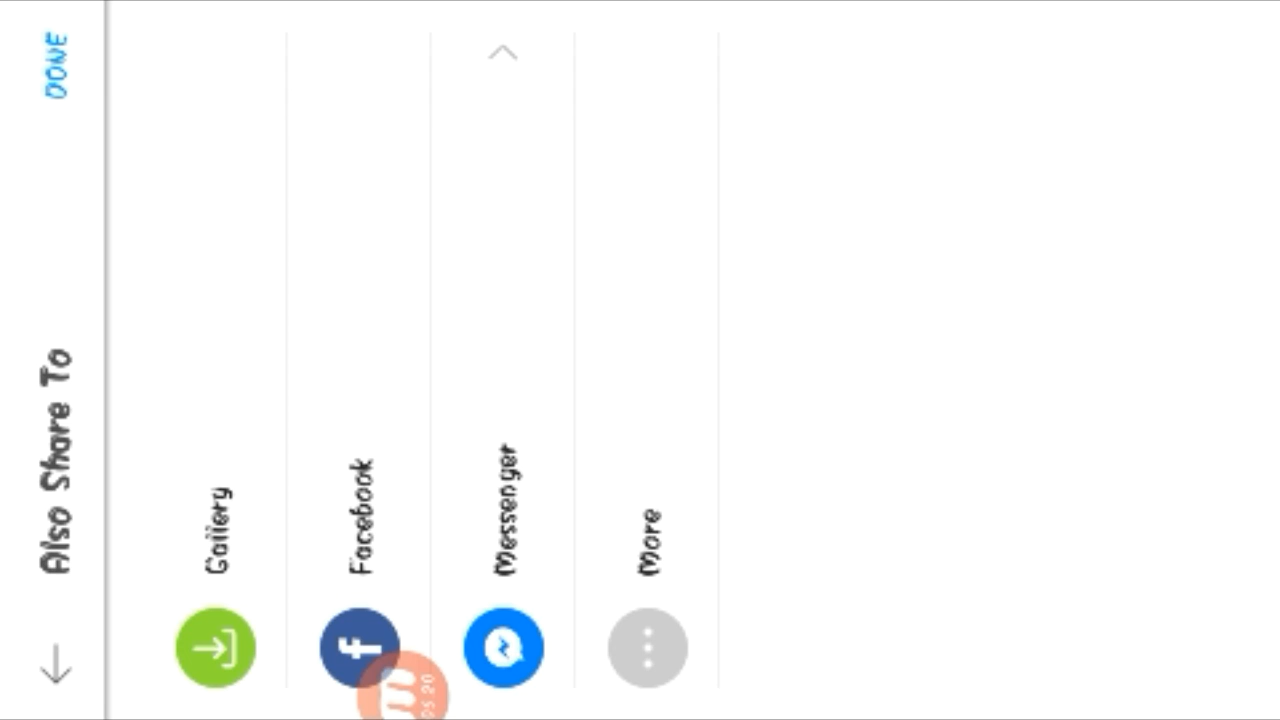 Also Share To
DONE
Gallery
Facebook
Messenger
More